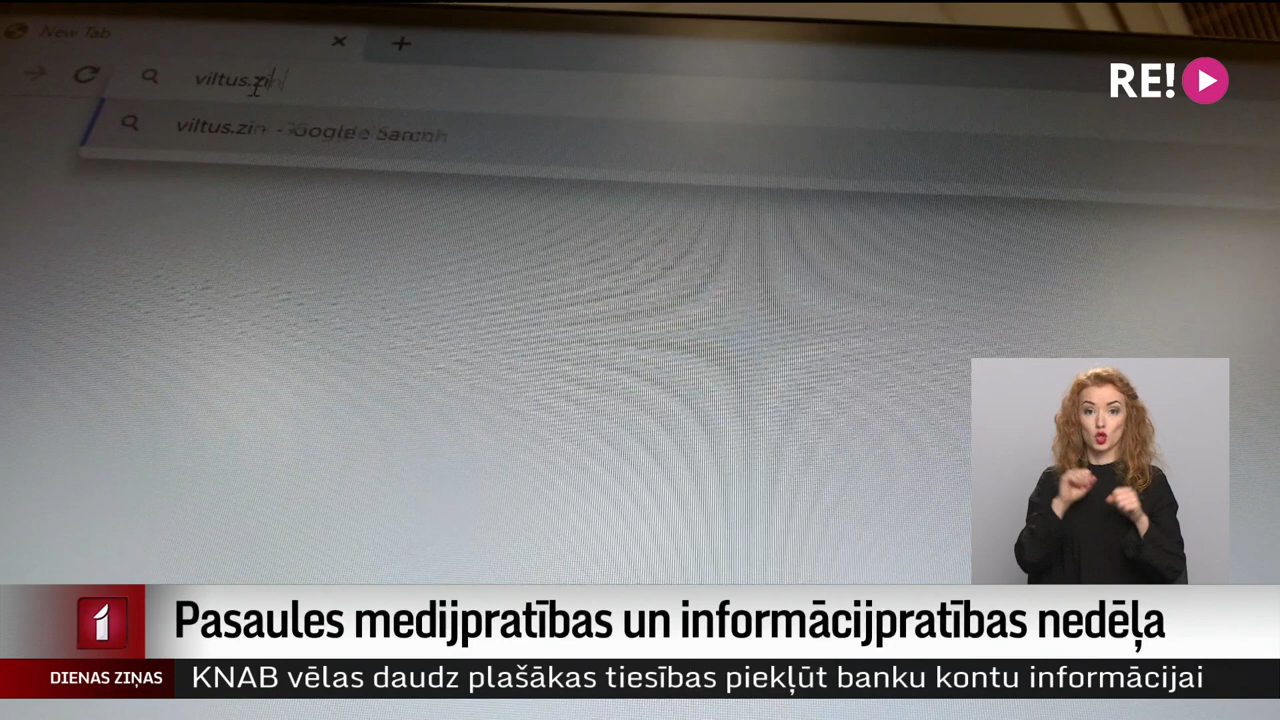 New Tab
RE!
viltus.zi
viltus.zin - Google Search
Pasaules medijpratības un informācijpratības nedēļa
1
DIENAS ZIŅAS
KNAB vēlas daudz plašākas tiesības piekļūt banku kontu informācijai